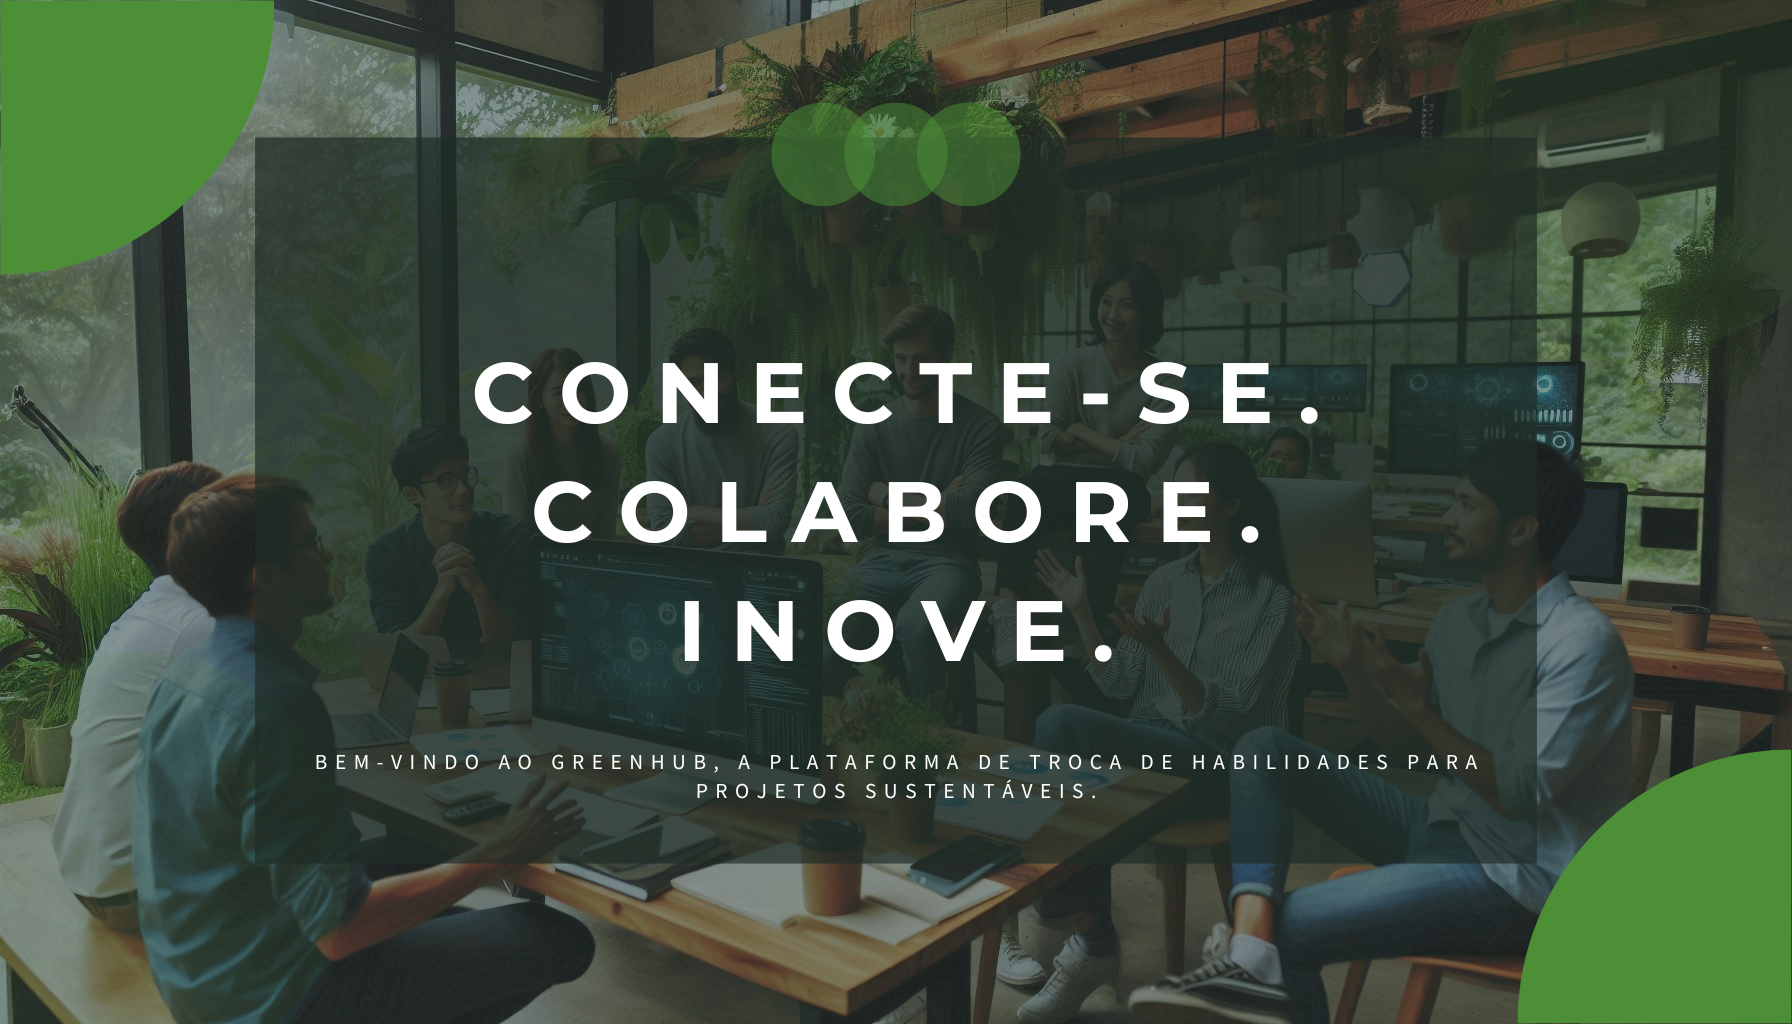 CONECTE-SE.
COLABORE.
INOVE.
BEM-VINDO AO GREENHUB, A PLATAFORMA DE TROCA DE HABILIDADES PARA
PROJETOS SUSTENTÁVEIS.